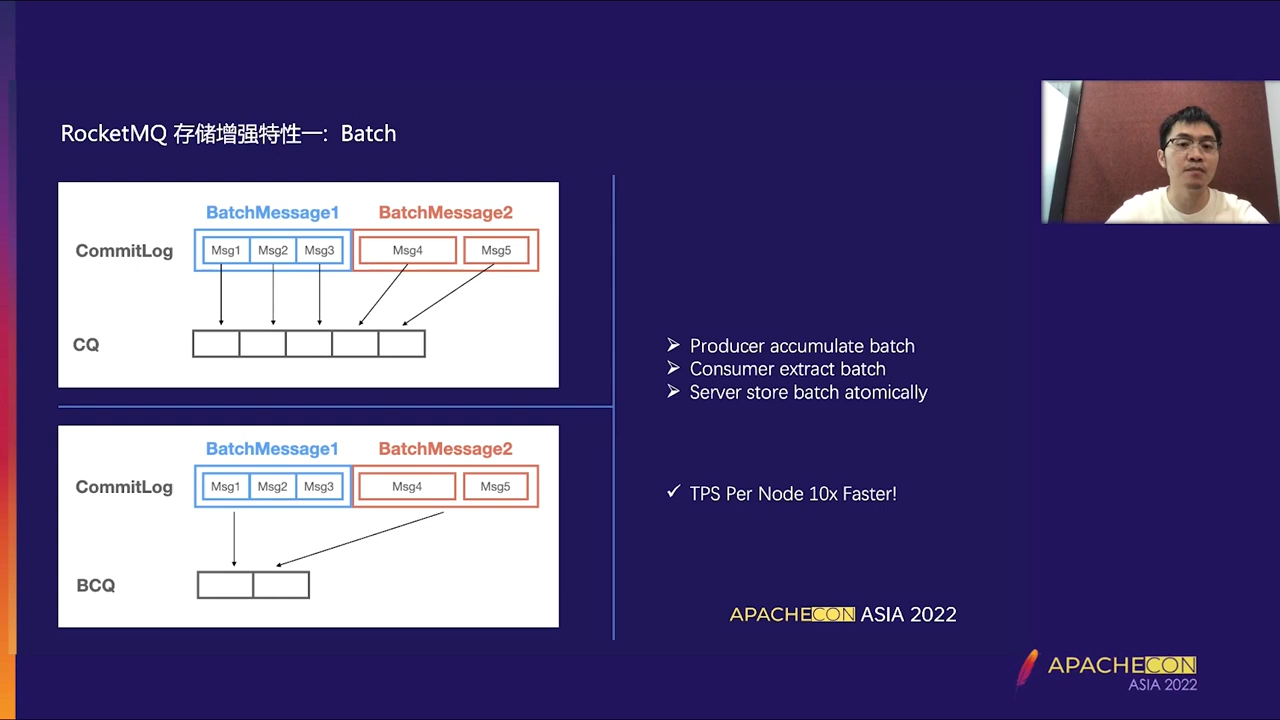 RocketMQ 存储增强特性一: Batch
BatchMessage1 BatchMessage2
CommitLog Msg1 Msg2 Msg3 Msg4 Msg5
CQ
BatchMessage1 BatchMessage2
CommitLog Msg1 Msg2 Msg3 Msg4 Msg5
BCQ
Producer accumulate batch
Consumer extract batch
Server store batch atomically
TPS Per Node 10x Faster!
APACHECON ASIA 2022
APACHECON
ASIA 2022